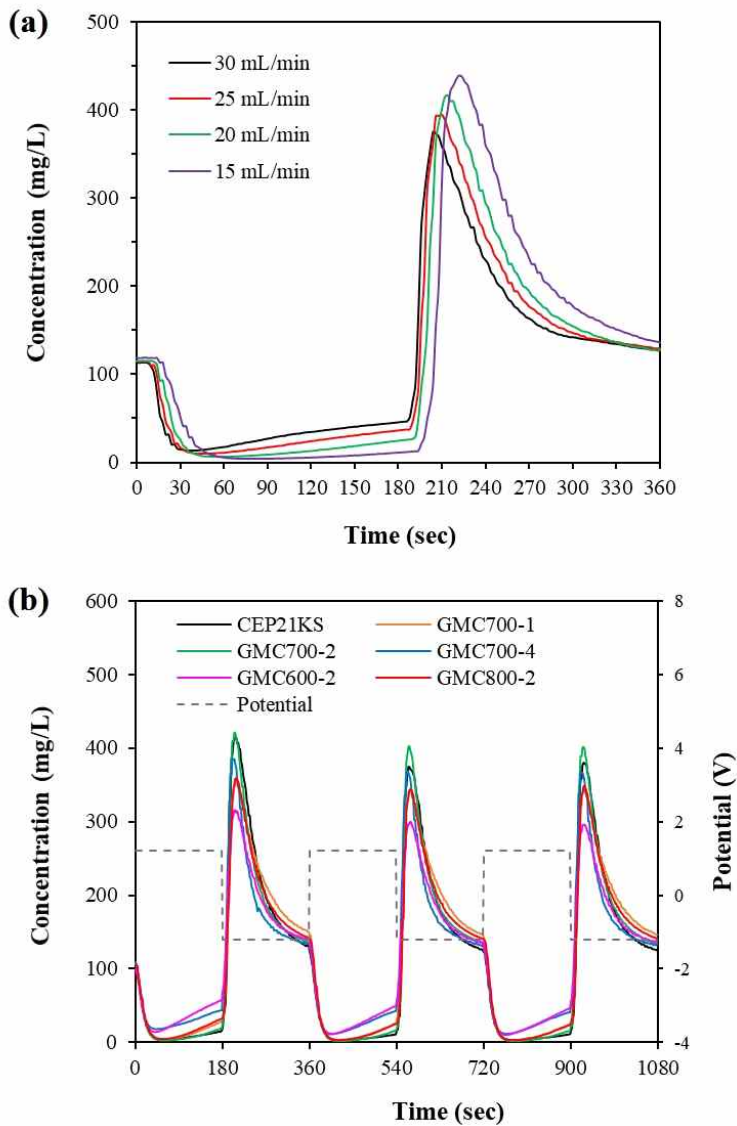 (a)
500
400
300
200
100
0
Concentration (mg/L)
30 mL/min
25 mL/min
20 mL/min
15 mL/min
0 30 60 90 120 150 180 210 240 270 300 330 360
Time (sec)
(b)
600
500
400
300
200
100
0
Concentration (mg/L)
CEP21KS GMC700-1
GMC700-2 GMC700-4
GMC600-2 GMC800-2
Potential
8
6
4
2
0
-2
-4
Potential (V)
0 180 360 540 720 900 1080
Time (sec)